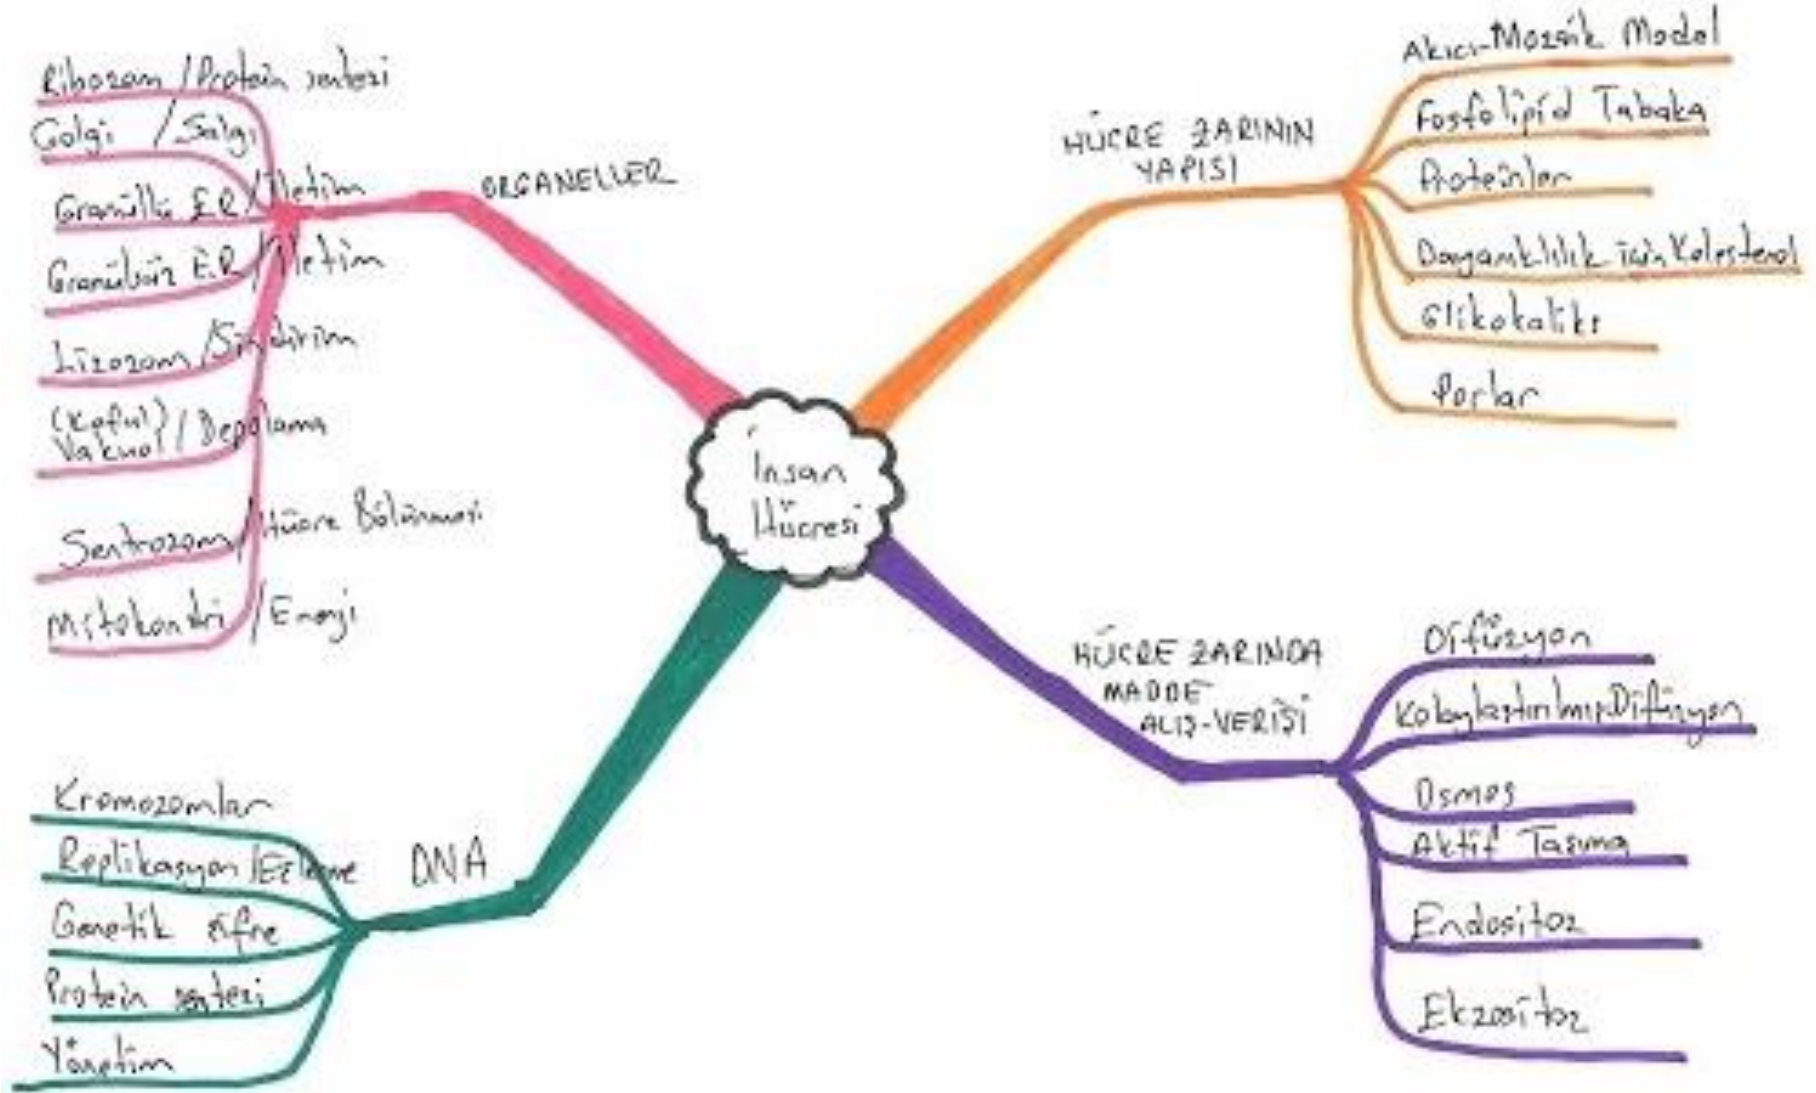 İnsan
Hücresi
ORGANELLER
Ribozom / Protein sentezi
Golgi / Salgı
Granüllü ER / İletim
Granülsüz E.R / İletim
Lizozom / Sindirim
(Koful)
Vakuol / Depolama
Sentrozom / Hücre Bölünmesi
Mitokondri / Enerji
HÜCRE ZARININ
YAPISI
Akıcı-Mozaik Model
Fosfolipid Tabaka
Proteinler
Dayanıklılık için Kolesterol
Glikokaliks
Porlar
HÜCRE ZARINDA
MADDE
ALIŞ-VERİŞİ
Difüzyon
Kolaylaştırılmış Difüzyon
Osmos
Aktif Taşıma
Endositoz
Ekzositoz
DNA
Kromozomlar
Replikasyon / Eşleme
Genetik şifre
Protein sentezi
Yönetim